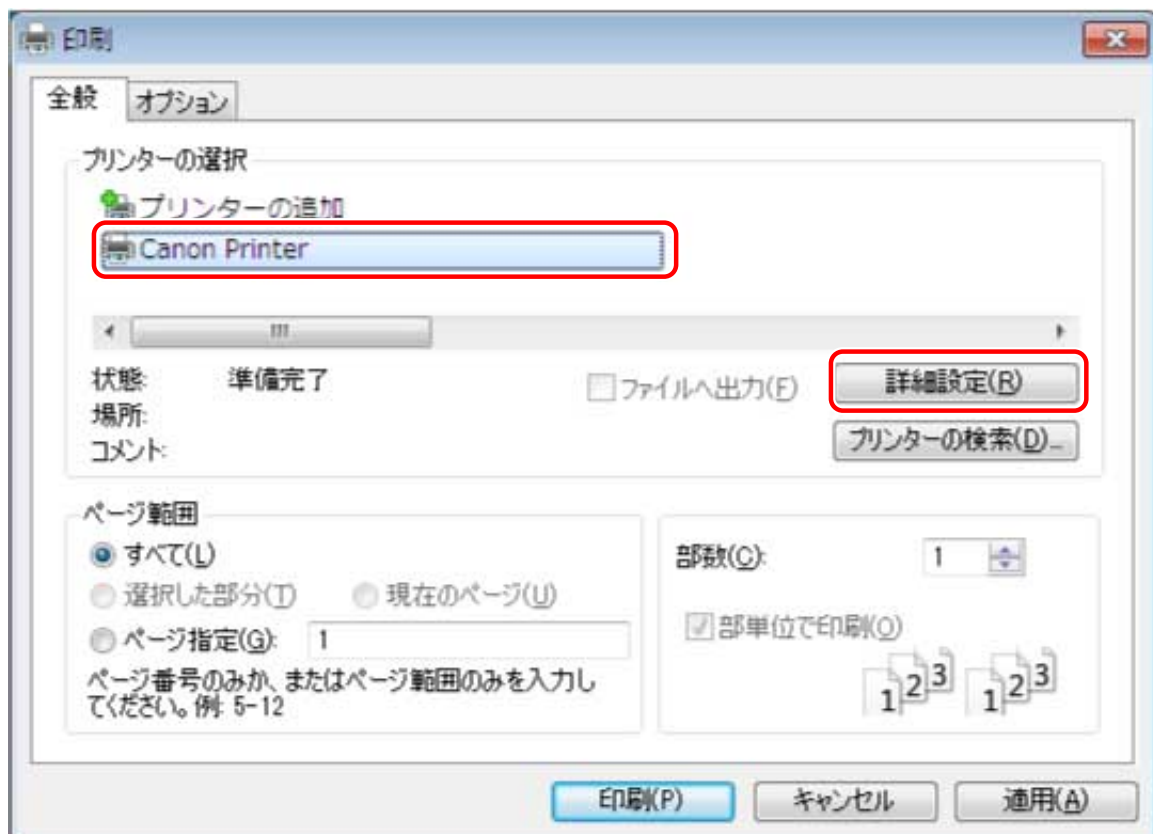 印刷
全般 オプション
プリンターの選択
プリンターの追加
Canon Printer
状態: 準備完了
場所:
コメント:
ファイルへ出力(F)
詳細設定(R)
プリンターの検索(D)...
ページ範囲
すべて(L)
選択した部分(T) 現在のページ(U)
ページ指定(G): 1
ページ番号のみか、またはページ範囲のみを入力し
てください。例: 5-12
部数(C): 1
部単位で印刷(O)
1 2 3 1 2 3
印刷(P) キャンセル 適用(A)